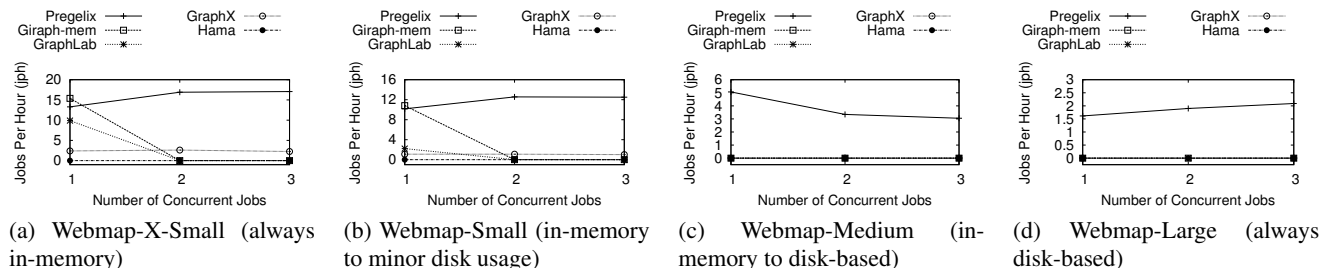 Pregelix
Giraph-mem
GraphLab
GraphX
Hama
Jobs Per Hour (jph)
20
15
10
5
0
1 2 3
Number of Concurrent Jobs
(a) Webmap-X-Small (always
in-memory)
Pregelix
Giraph-mem
GraphLab
GraphX
Hama
Jobs Per Hour (jph)
16
12
8
4
0
1 2 3
Number of Concurrent Jobs
(b) Webmap-Small (in-memory
to minor disk usage)
Pregelix
Giraph-mem
GraphLab
GraphX
Hama
Jobs Per Hour (jph)
6
5
4
3
2
1
0
1 2 3
Number of Concurrent Jobs
(c) Webmap-Medium (in-
memory to disk-based)
Pregelix
Giraph-mem
GraphLab
GraphX
Hama
Jobs Per Hour (jph)
3
2.5
2
1.5
1
0.5
0
1 2 3
Number of Concurrent Jobs
(d) Webmap-Large (always
disk-based)